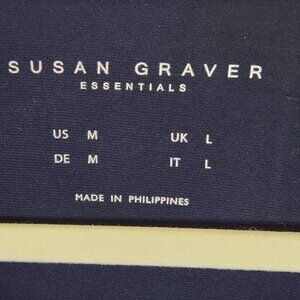 SUSAN GRAVER
ESSENTIALS
US M UK L
DE M IT L
MADE IN PHILIPPINES